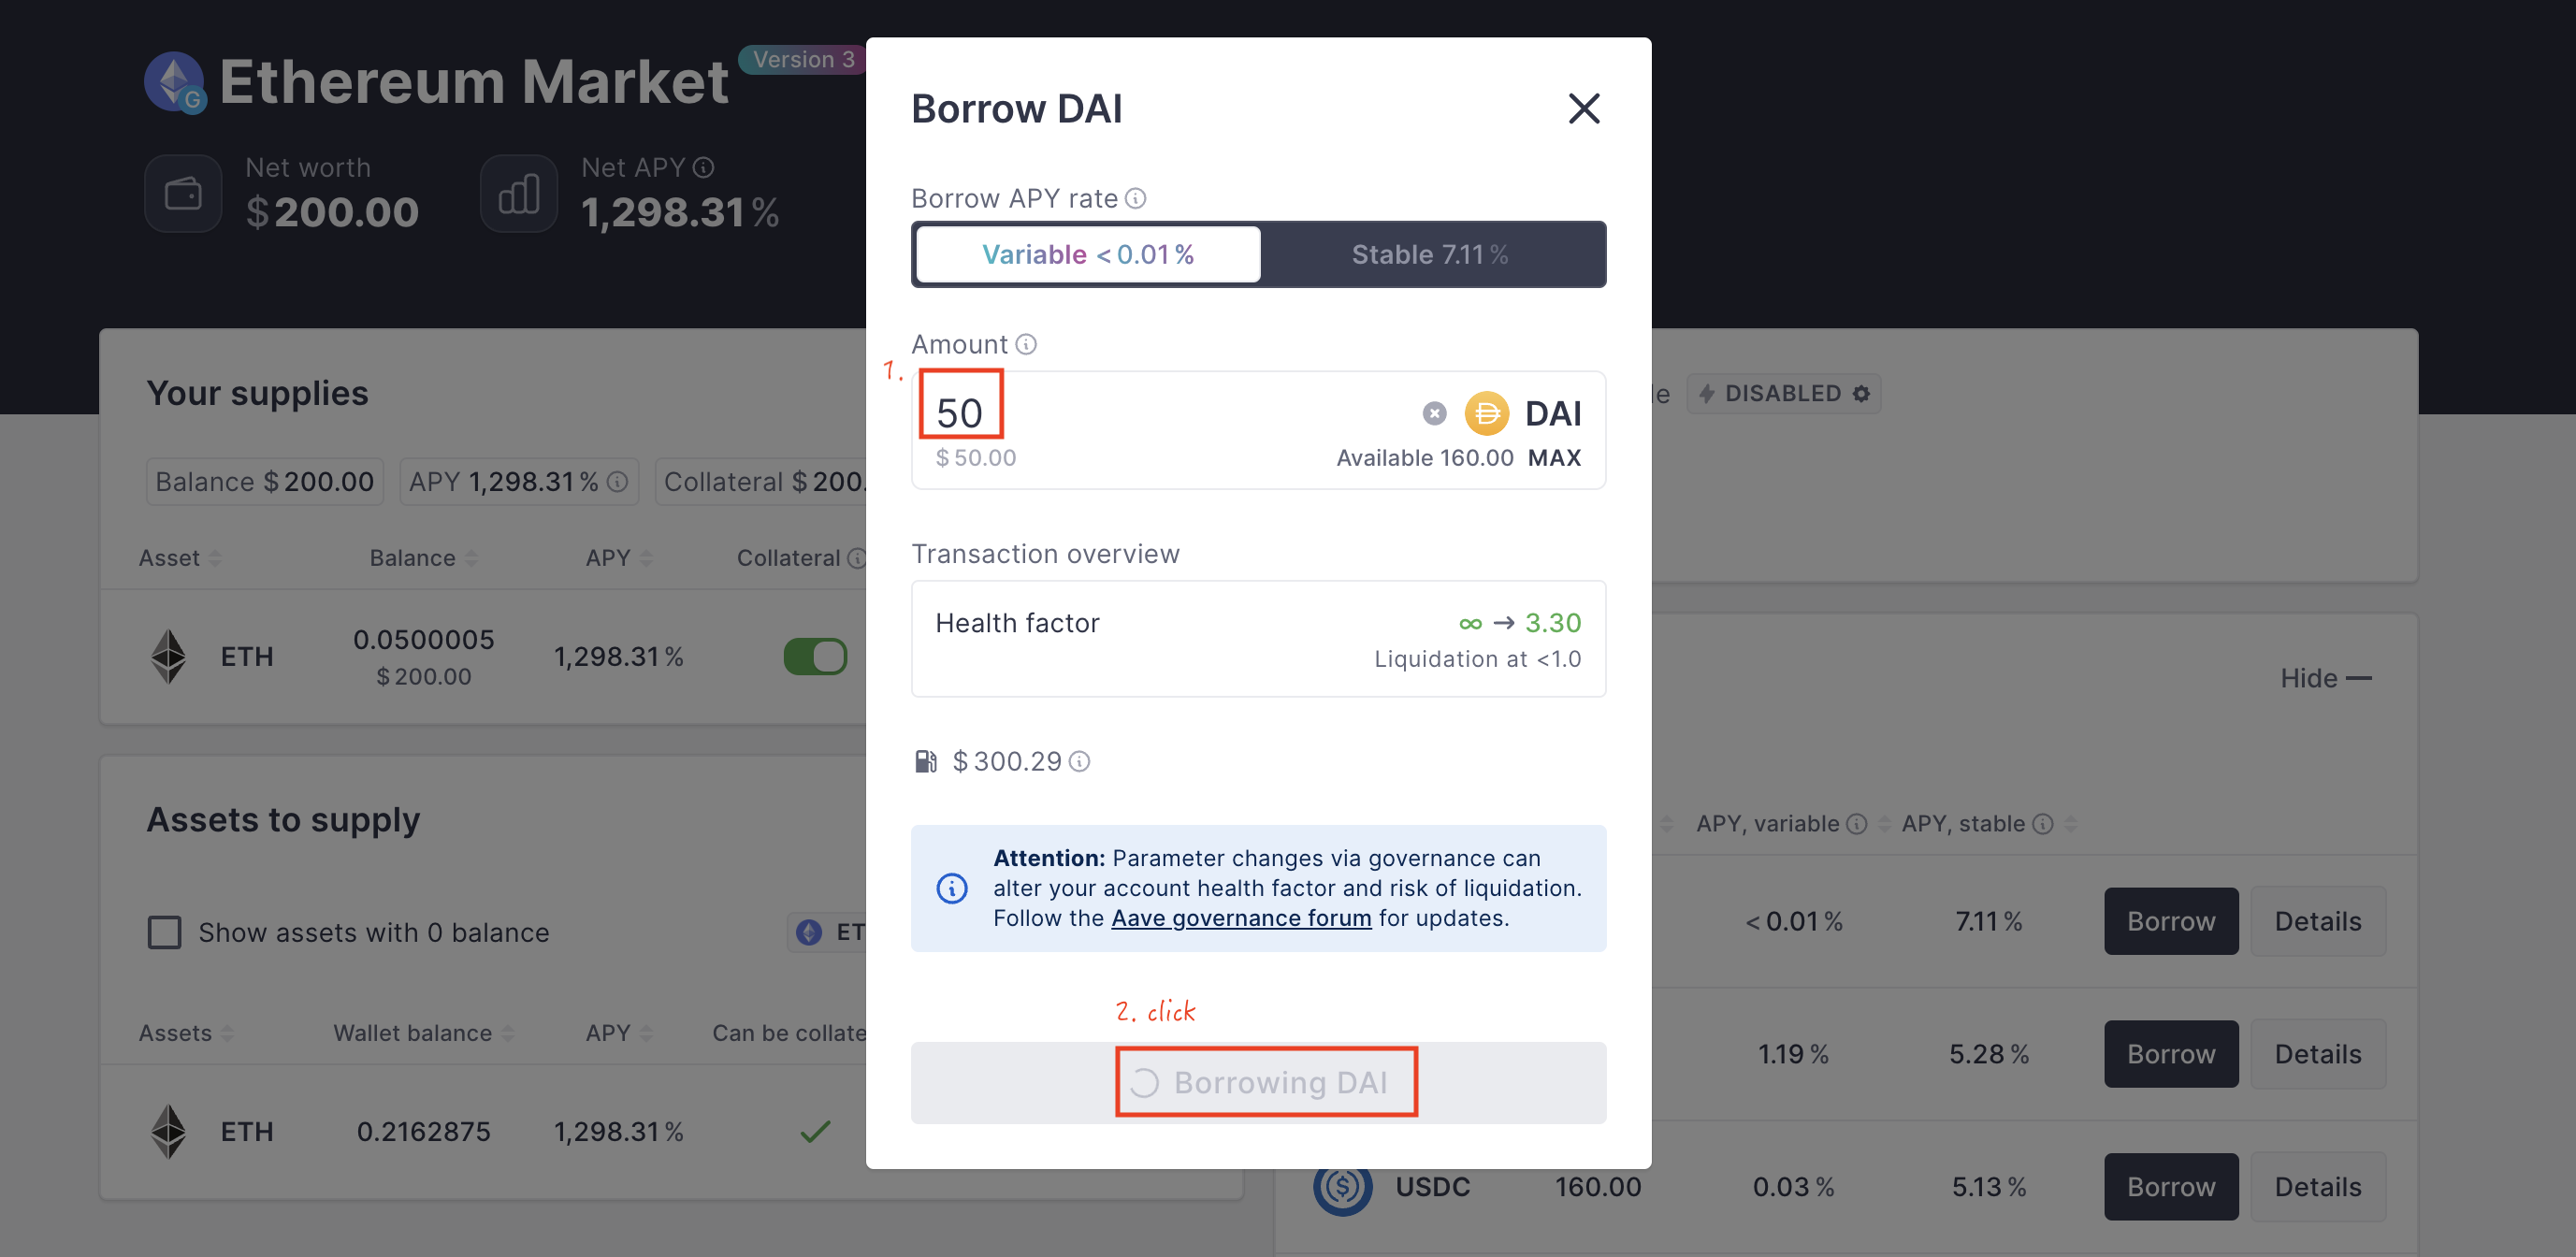 Ethereum Market Version 3
G
Net worth
$ 200.00
Net APY
1,298.31 %
Your supplies
Balance $ 200.00 APY 1,298.31 % Collateral $ 200.
Asset Balance APY Collateral
ETH 0.0500005 1,298.31 %
$ 200.00
Assets to supply
Show assets with 0 balance
ET
Assets Wallet balance APY Can be collate
ETH 0.2162875 1,298.31 %
Borrow DAI
Borrow APY rate
Variable < 0.01 % Stable 7.11 %
Amount
1.
50 DAI
$ 50.00 Available 160.00 MAX
Transaction overview
Health factor ∞ → 3.30
Liquidation at <1.0
$ 300.29
Attention: Parameter changes via governance can
alter your account health factor and risk of liquidation.
Follow the Aave governance forum for updates.
2. click
Borrowing DAI
le DISABLED
Hide —
APY, variable APY, stable
< 0.01 % 7.11 % Borrow Details
1.19 % 5.28 % Borrow Details
USDC 160.00 0.03 % 5.13 % Borrow Details